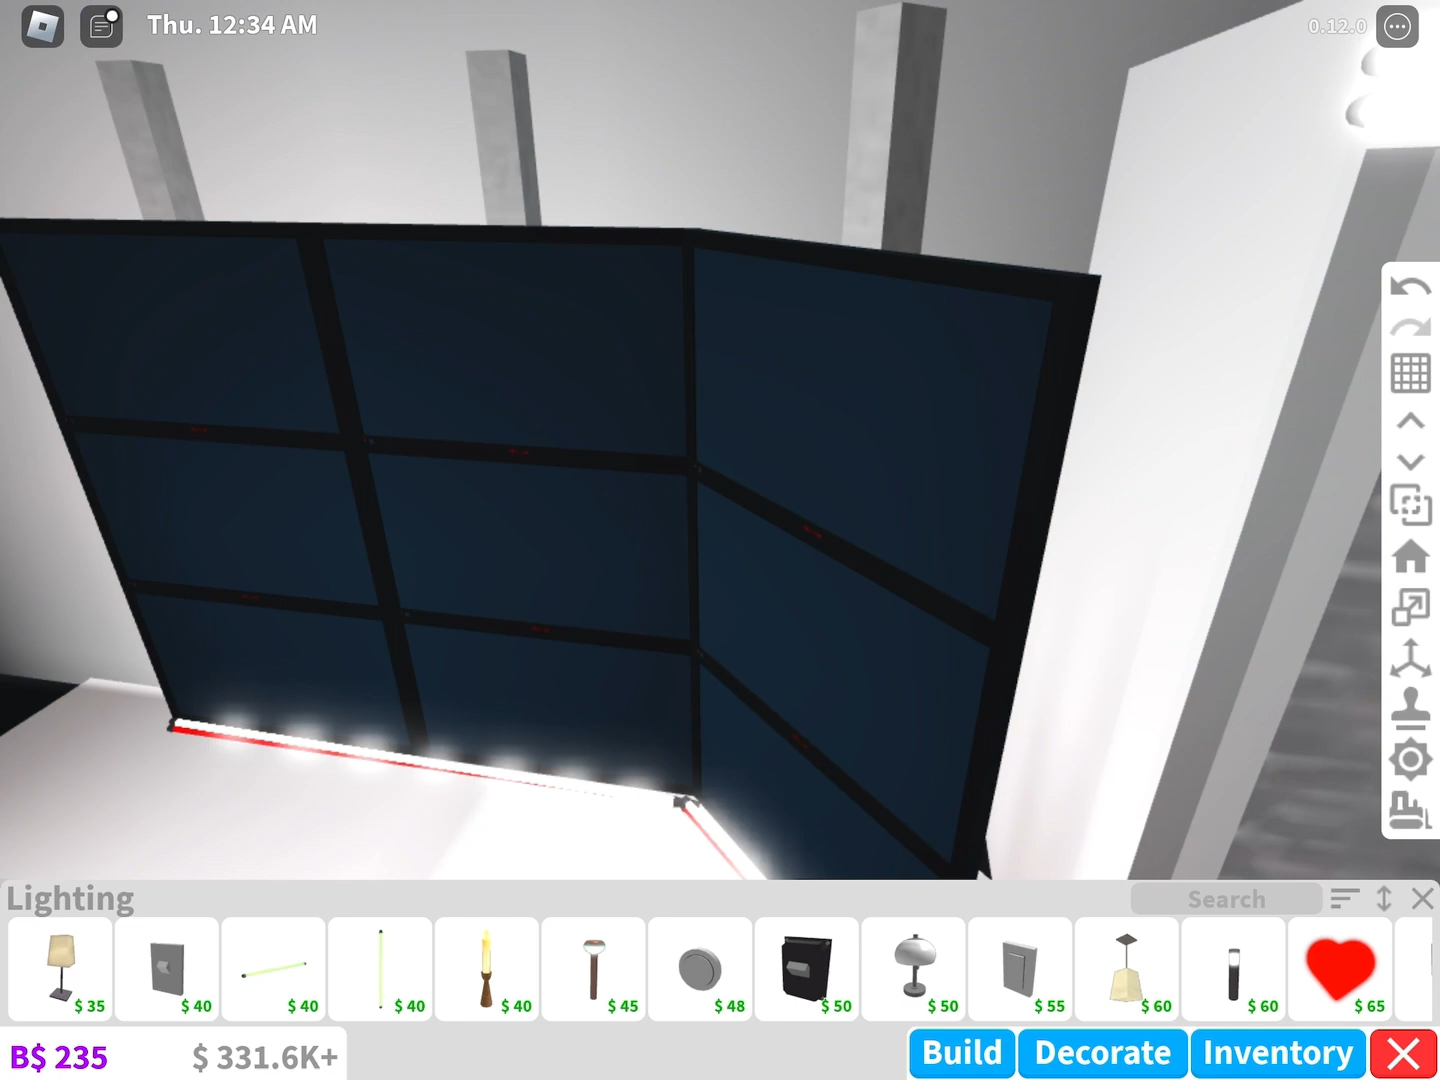 Thu. 12:34 AM
0.12.0
Lighting
Search
$ 35
$ 40
$ 40
$ 40
$ 40
$ 45
$ 48
$ 50
$ 50
$ 55
$ 60
$ 60
$ 65
B$ 235
$ 331.6K+
Build
Decorate
Inventory